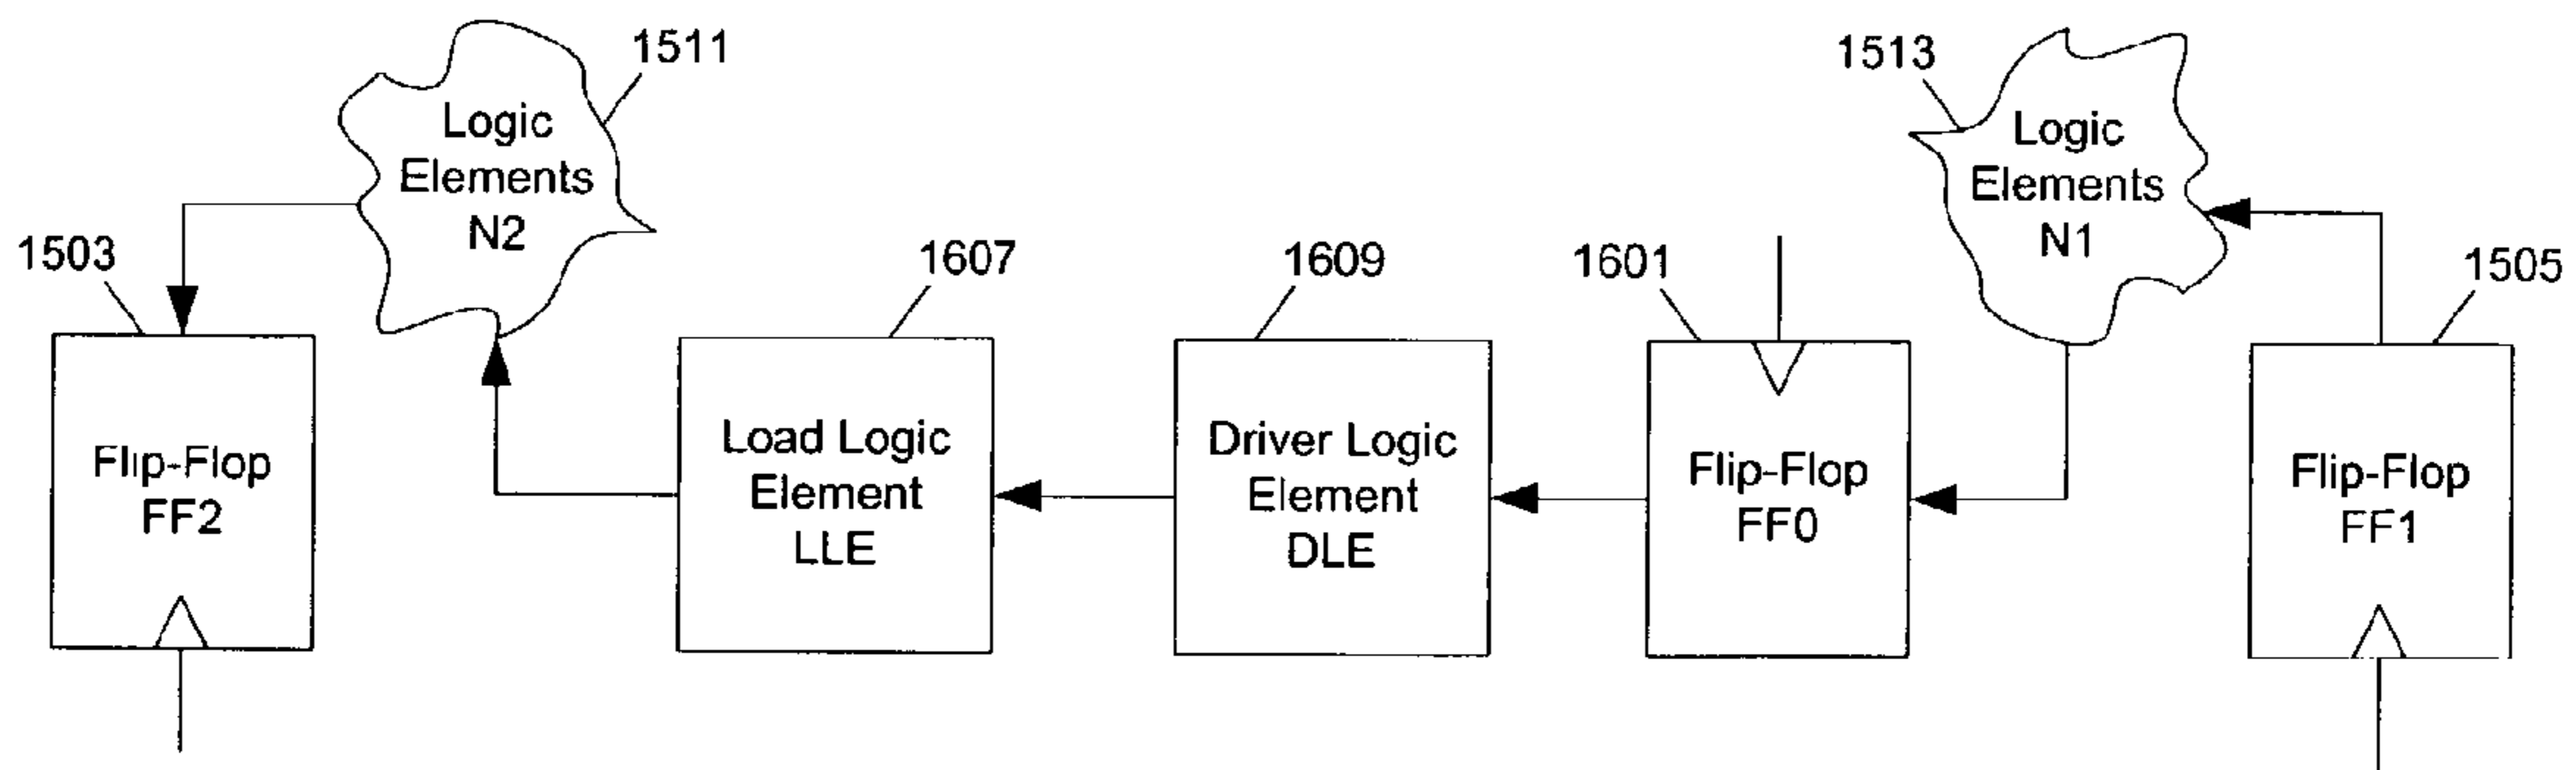 1511
Logic
Elements
N2
1513
Logic
Elements
N1
1503
1607
1609
1601
1505
Flip-Flop
FF2
Load Logic
Element
LLE
Driver Logic
Element
DLE
Flip-Flop
FF0
Flip-Flop
FF1